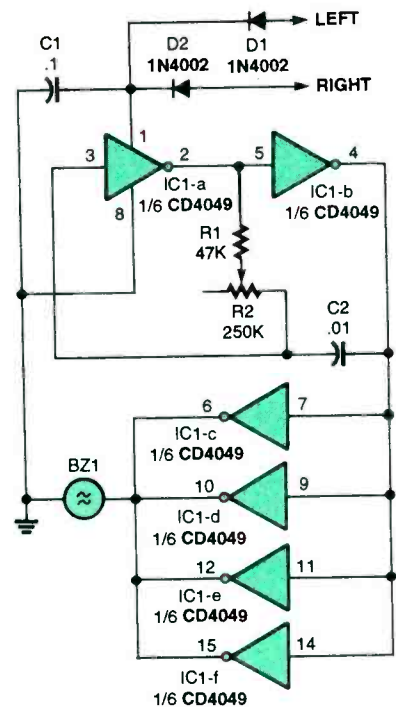 LEFT
C1
.1
D2
1N4002
D1
1N4002
RIGHT
1
3
2
5
4
IC1-a
1/6 CD4049
8
IC1-b
1/6 CD4049
R1
47K
R2
250K
C2
.01
6
7
IC1-c
1/6 CD4049
BZ1
10
9
IC1-d
1/6 CD4049
12
11
IC1-e
1/6 CD4049
15
14
IC1-f
1/6 CD4049